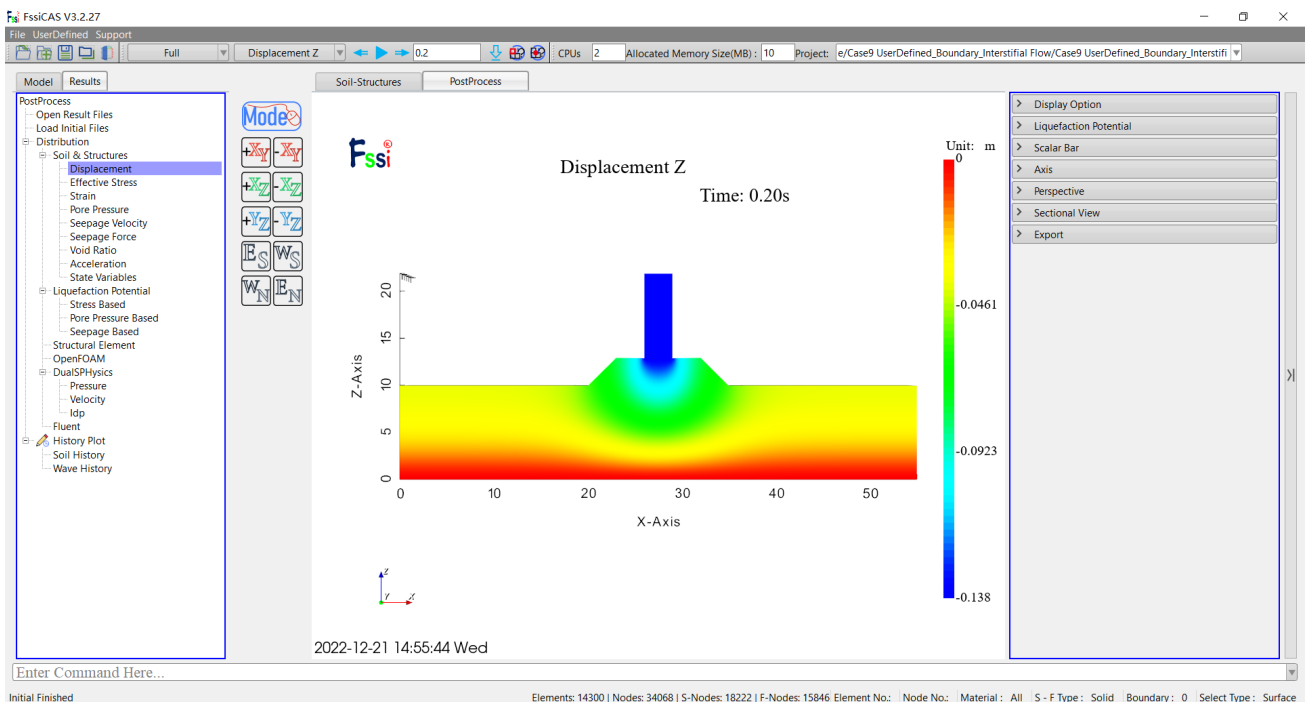 FssiCAS V3.2.27
File UserDefined Support
Full Displacement Z 0.2 CPUs 2 Allocated Memory Size(MB) : 10 Project: e/Case9 UserDefined_Boundary_Interstifial Flow/Case9 UserDefined_Boundary_Interstifi
Model Results
Soil-Structures PostProcess
PostProcess
Open Result Files
Load Initial Files
Distribution
Soil & Structures
Displacement
Effective Stress
Strain
Pore Pressure
Seepage Velocity
Seepage Force
Void Ratio
Acceleration
State Variables
Liquefaction Potential
Stress Based
Pore Pressure Based
Seepage Based
Structural Element
OpenFOAM
DualSPHysics
Pressure
Velocity
Idp
Fluent
History Plot
Soil History
Wave History
Mode
+XY -XY
+XZ -XZ
+YZ -YZ
ES WS
WN EN
Fssi®
Displacement Z
Time: 0.20s
Unit: m
0
-0.0461
-0.0923
-0.138
Z-Axis
20
15
10
5
0
0 10 20 30 40 50
X-Axis
Z
Y X
2022-12-21 14:55:44 Wed
Display Option
Liquefaction Potential
Scalar Bar
Axis
Perspective
Sectional View
Export
Enter Command Here...
Initial Finished
Elements: 14300 | Nodes: 34068 | S-Nodes: 18222 | F-Nodes: 15846 Element No.: Node No.: Material : All S - F Type : Solid Boundary : 0 Select Type : Surface